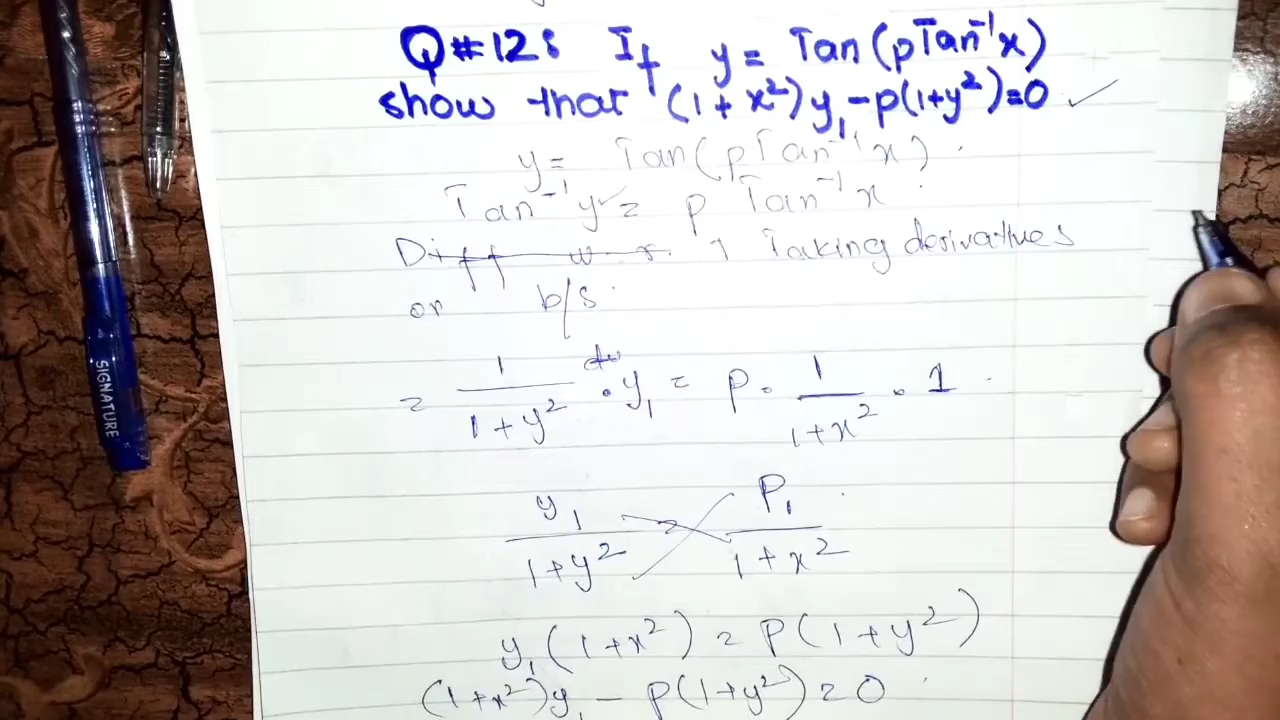 Q#12: If y = Tan(pTan⁻¹x)
show that (1+x²)y₁-p(1+y²)=0
y= Tan(pTan⁻¹x)
Tan⁻¹y = p Tan⁻¹x
Diff w r. Taking derivatives
on b/s.
= 1/(1+y²) · y₁ = p · 1/(1+x²) · 1
y₁/(1+y²) = P₁/(1+x²)
y₁(1+x²) = P(1+y²)
(1+x²)y₁ - p(1+y²) = 0
SIGNATURE